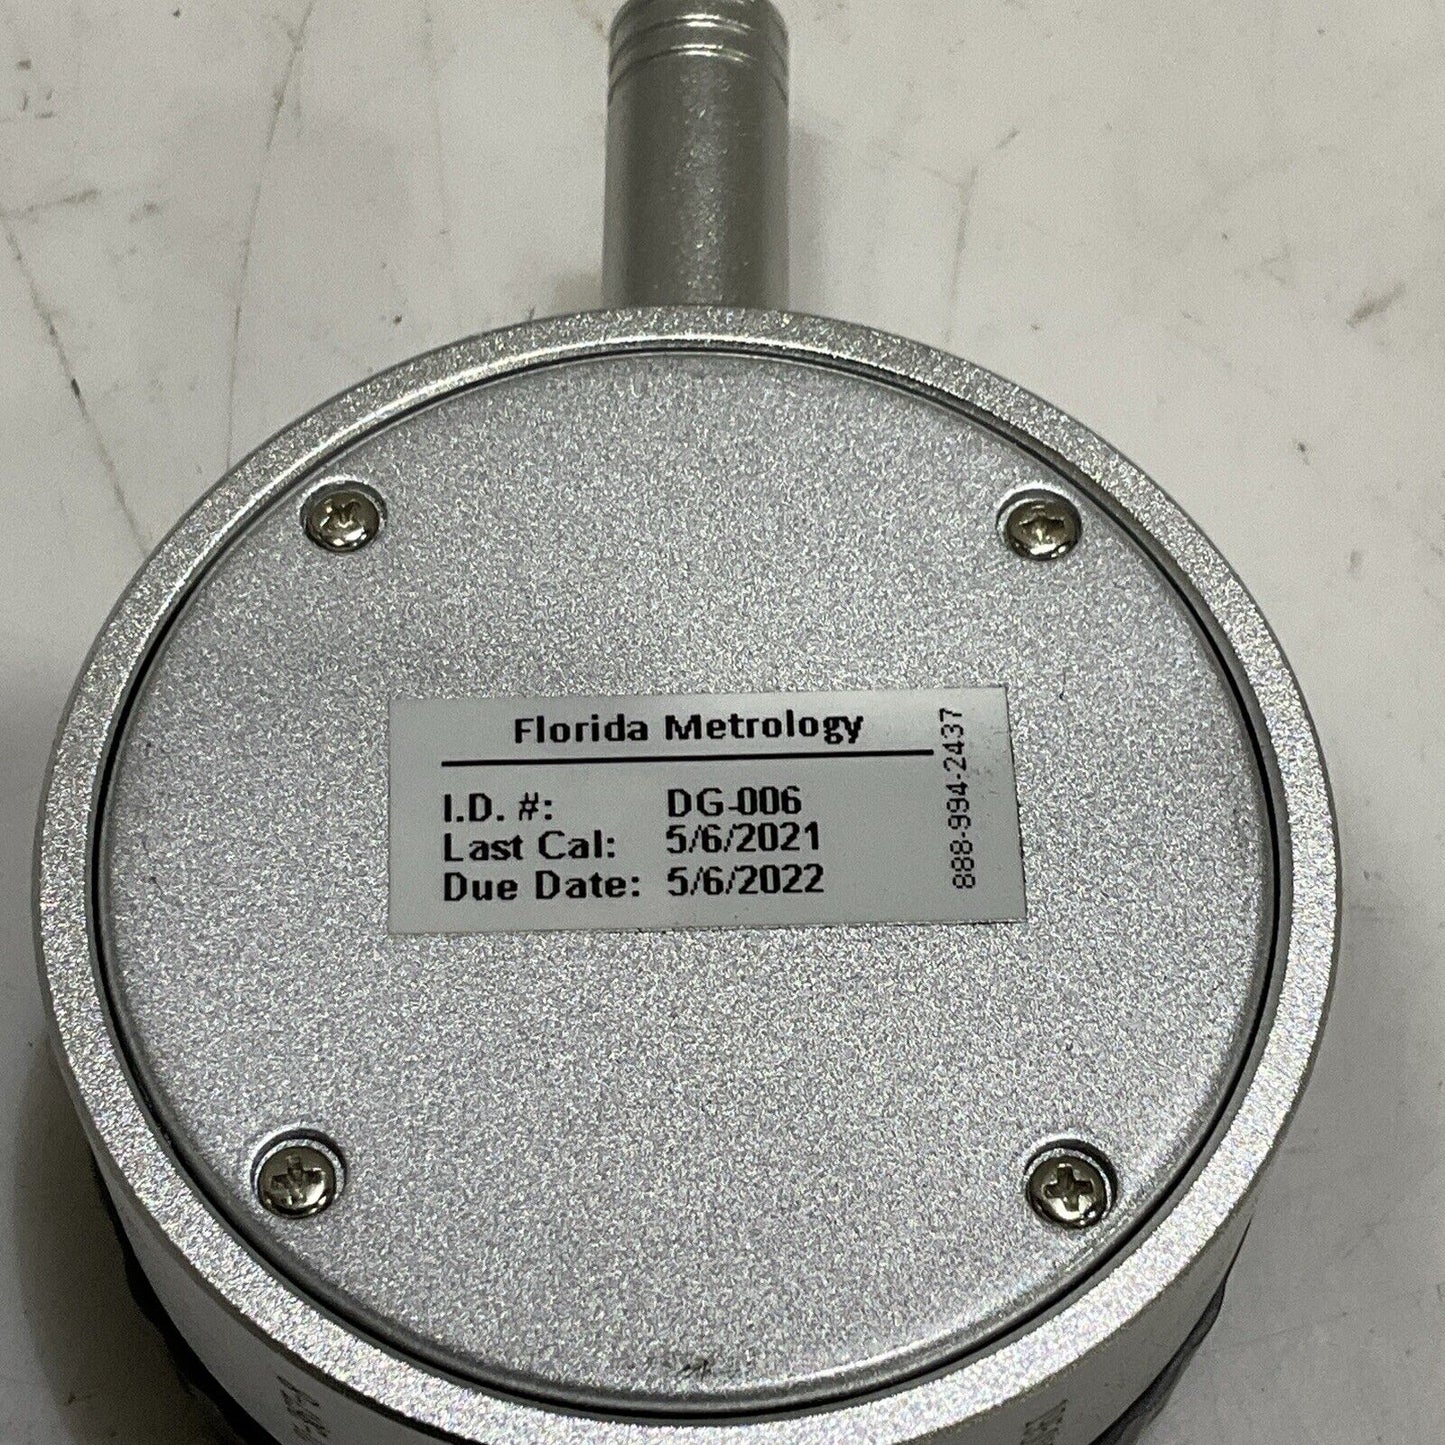 Florida Metrology
I.D. #: DG-006
Last Cal: 5/6/2021
Due Date: 5/6/2022
888-994-2437